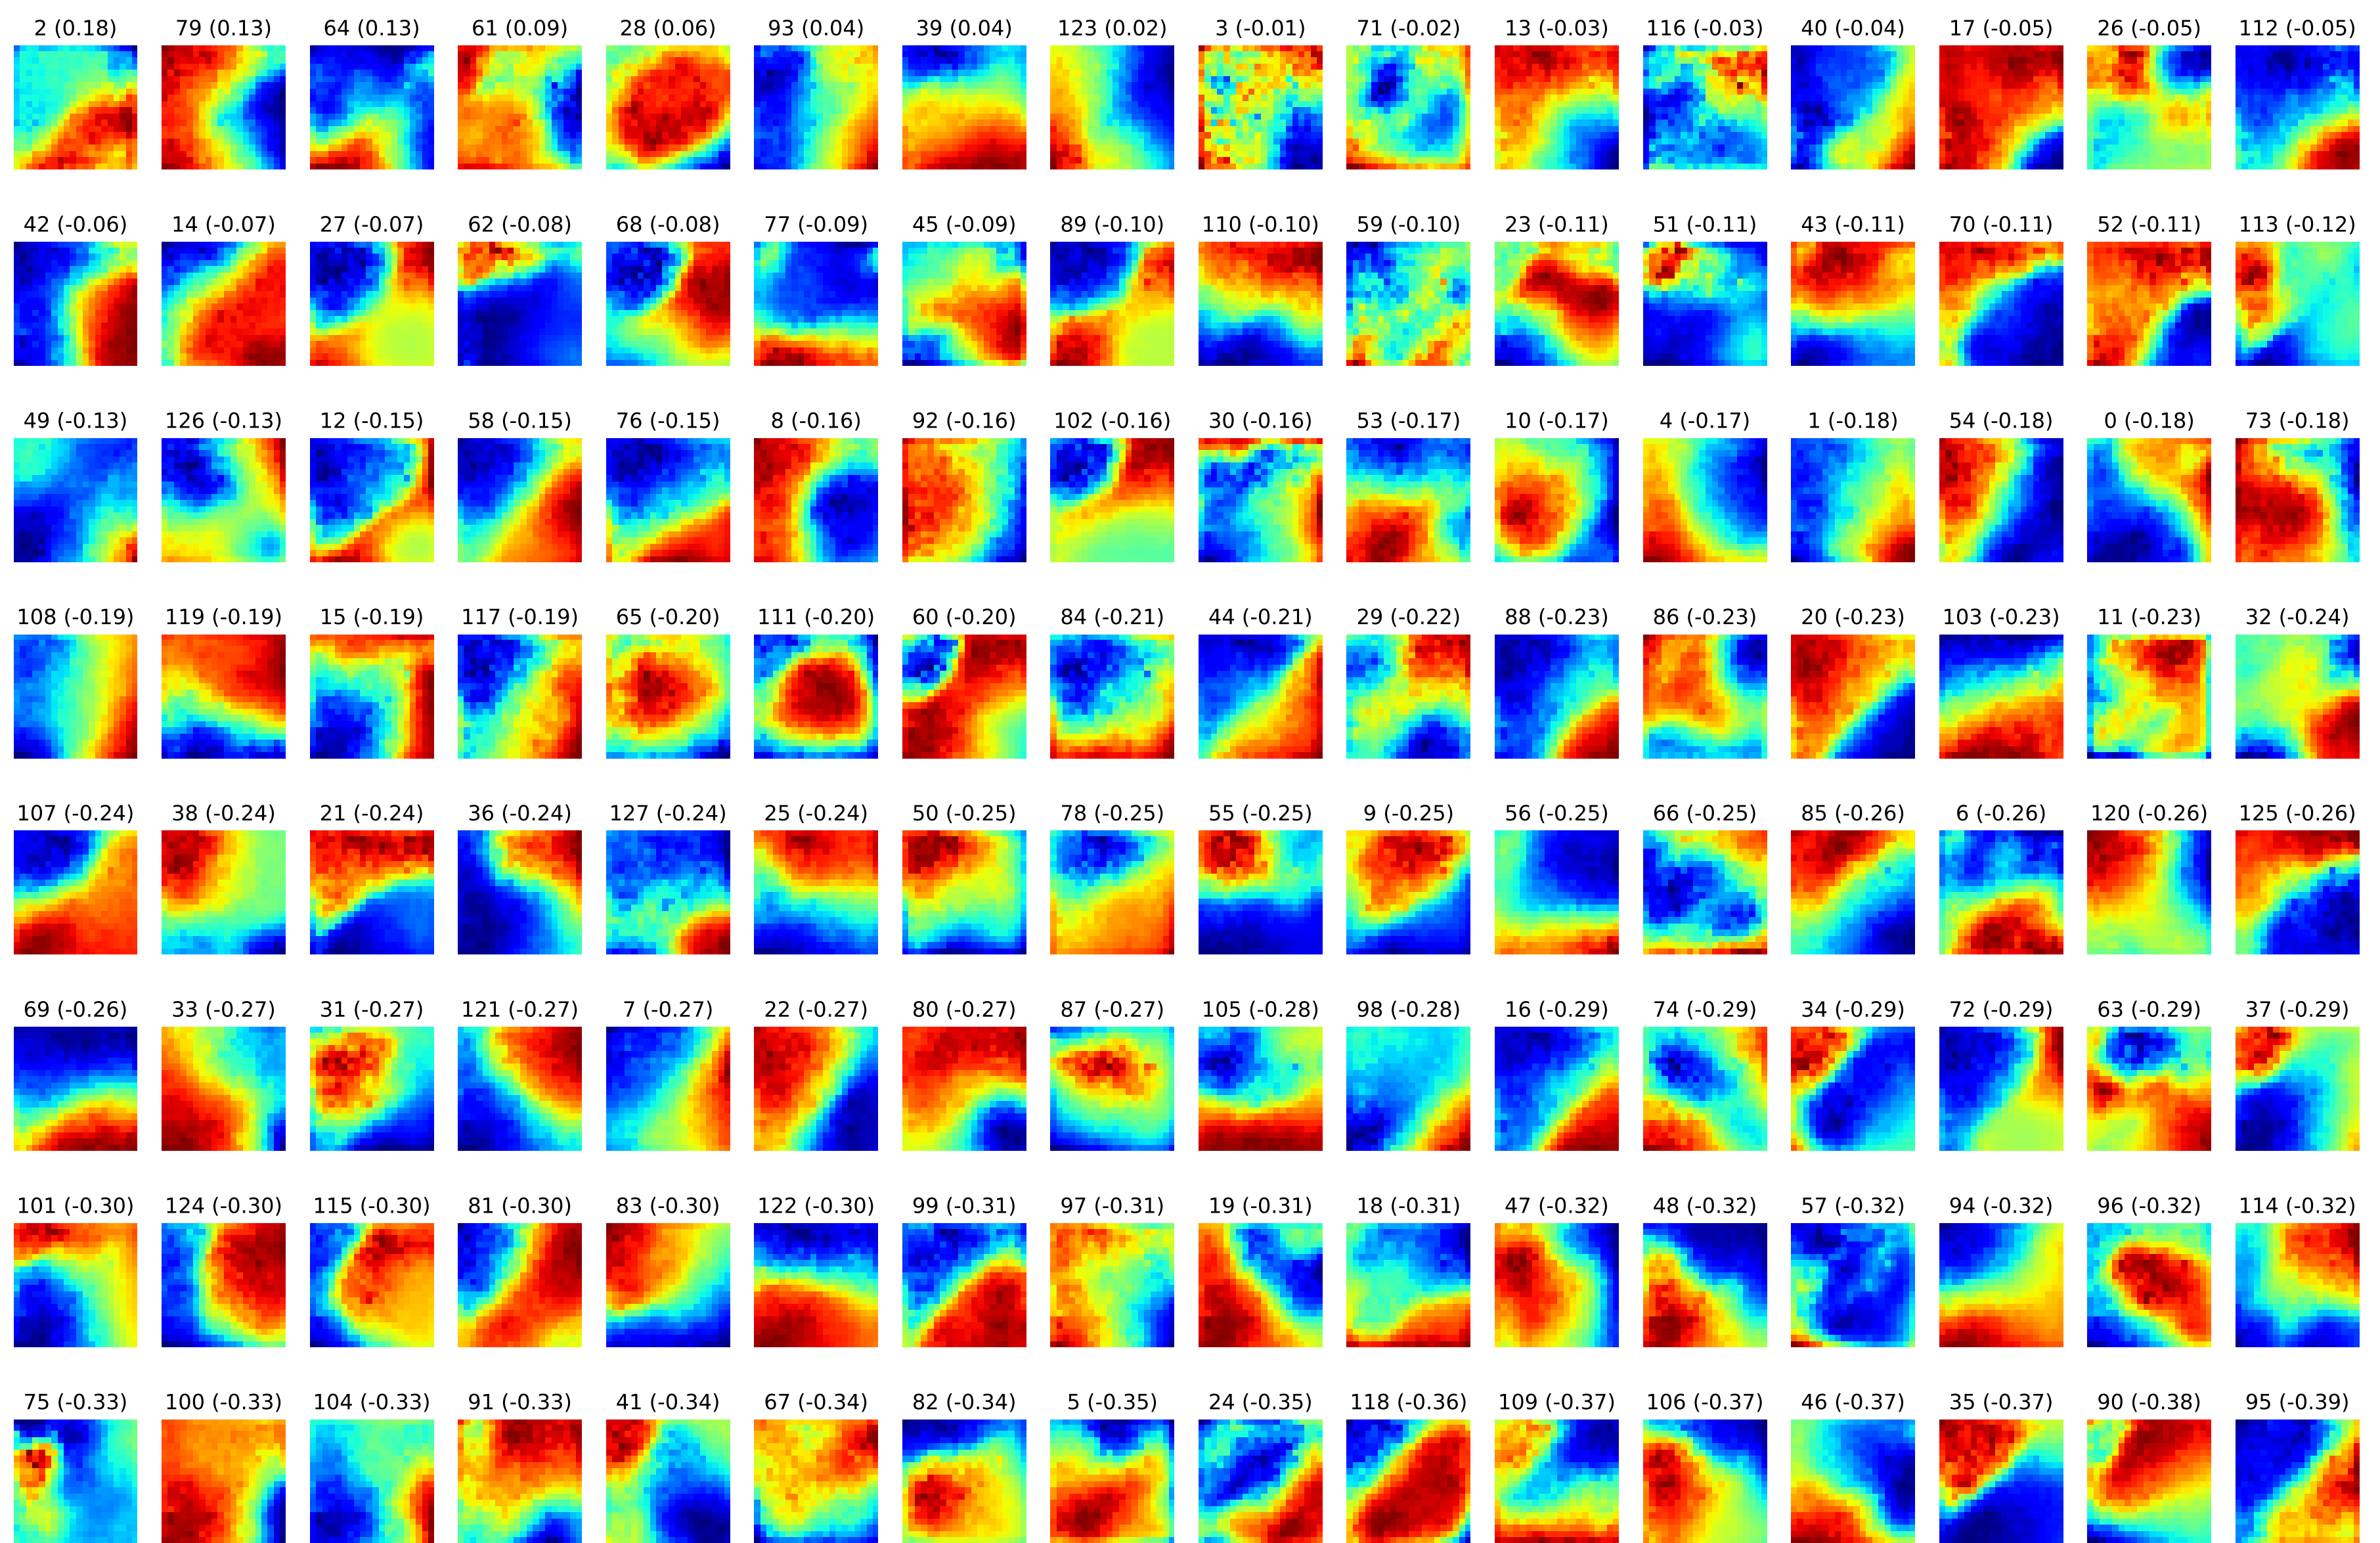 2 (0.18) 79 (0.13) 64 (0.13) 61 (0.09) 28 (0.06) 93 (0.04) 39 (0.04) 123 (0.02) 3 (-0.01) 71 (-0.02) 13 (-0.03) 116 (-0.03) 40 (-0.04) 17 (-0.05) 26 (-0.05) 112 (-0.05)
42 (-0.06) 14 (-0.07) 27 (-0.07) 62 (-0.08) 68 (-0.08) 77 (-0.09) 45 (-0.09) 89 (-0.10) 110 (-0.10) 59 (-0.10) 23 (-0.11) 51 (-0.11) 43 (-0.11) 70 (-0.11) 52 (-0.11) 113 (-0.12)
49 (-0.13) 126 (-0.13) 12 (-0.15) 58 (-0.15) 76 (-0.15) 8 (-0.16) 92 (-0.16) 102 (-0.16) 30 (-0.16) 53 (-0.17) 10 (-0.17) 4 (-0.17) 1 (-0.18) 54 (-0.18) 0 (-0.18) 73 (-0.18)
108 (-0.19) 119 (-0.19) 15 (-0.19) 117 (-0.19) 65 (-0.20) 111 (-0.20) 60 (-0.20) 84 (-0.21) 44 (-0.21) 29 (-0.22) 88 (-0.23) 86 (-0.23) 20 (-0.23) 103 (-0.23) 11 (-0.23) 32 (-0.24)
107 (-0.24) 38 (-0.24) 21 (-0.24) 36 (-0.24) 127 (-0.24) 25 (-0.24) 50 (-0.25) 78 (-0.25) 55 (-0.25) 9 (-0.25) 56 (-0.25) 66 (-0.25) 85 (-0.26) 6 (-0.26) 120 (-0.26) 125 (-0.26)
69 (-0.26) 33 (-0.27) 31 (-0.27) 121 (-0.27) 7 (-0.27) 22 (-0.27) 80 (-0.27) 87 (-0.27) 105 (-0.28) 98 (-0.28) 16 (-0.29) 74 (-0.29) 34 (-0.29) 72 (-0.29) 63 (-0.29) 37 (-0.29)
101 (-0.30) 124 (-0.30) 115 (-0.30) 81 (-0.30) 83 (-0.30) 122 (-0.30) 99 (-0.31) 97 (-0.31) 19 (-0.31) 18 (-0.31) 47 (-0.32) 48 (-0.32) 57 (-0.32) 94 (-0.32) 96 (-0.32) 114 (-0.32)
75 (-0.33) 100 (-0.33) 104 (-0.33) 91 (-0.33) 41 (-0.34) 67 (-0.34) 82 (-0.34) 5 (-0.35) 24 (-0.35) 118 (-0.36) 109 (-0.37) 106 (-0.37) 46 (-0.37) 35 (-0.37) 90 (-0.38) 95 (-0.39)